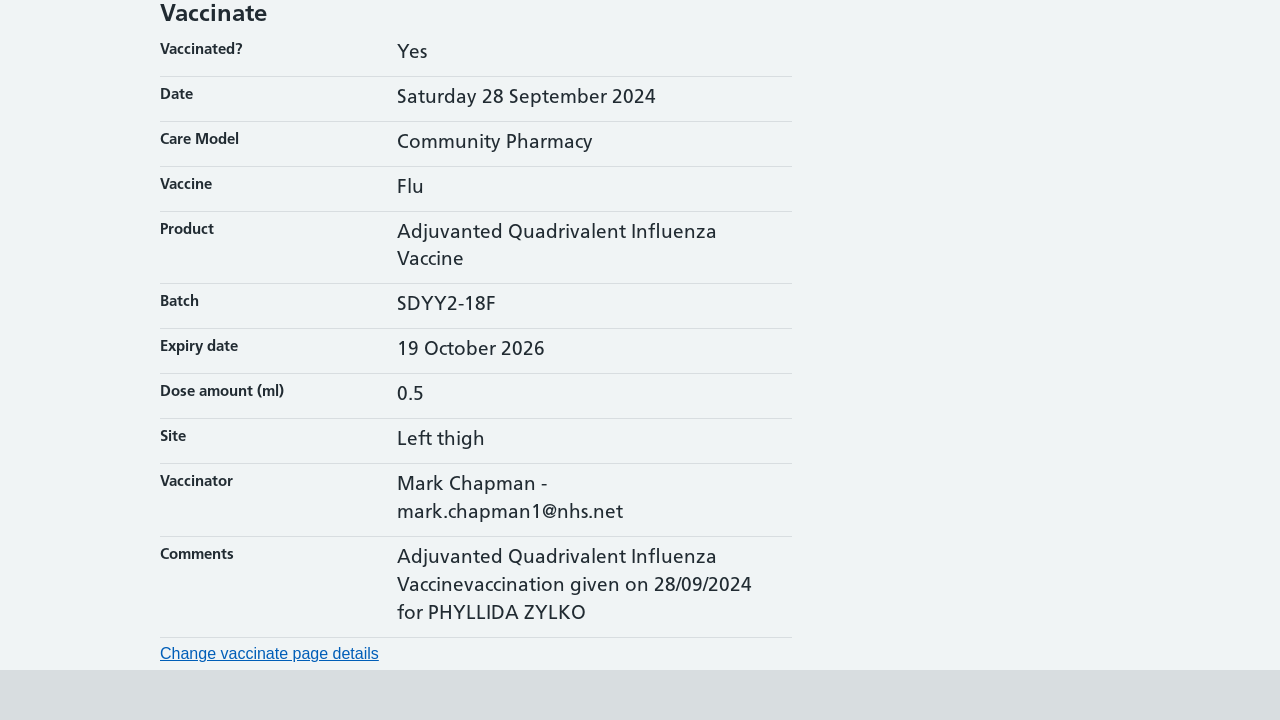 Vaccinate
Vaccinated? Yes
Date Saturday 28 September 2024
Care Model Community Pharmacy
Vaccine Flu
Product Adjuvanted Quadrivalent Influenza
Vaccine
Batch SDYY2-18F
Expiry date 19 October 2026
Dose amount (ml) 0.5
Site Left thigh
Vaccinator Mark Chapman -
mark.chapman1@nhs.net
Comments Adjuvanted Quadrivalent Influenza
Vaccinevaccination given on 28/09/2024
for PHYLLIDA ZYLKO
Change vaccinate page details